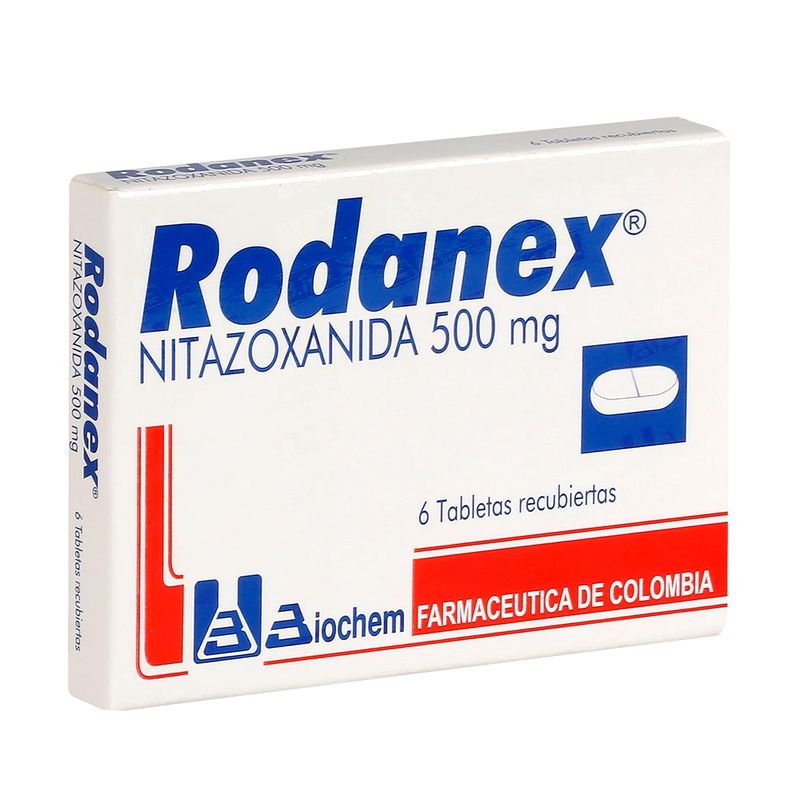 Rodanex®
NITAZOXANIDA 500 mg
6 Tabletas recubiertas
Rodanex®
NITAZOXANIDA 500 mg
6 Tabletas recubiertas
Biochem
FARMACEUTICA DE COLOMBIA
Rodanex®
NITAZOXANIDA 500 mg
6 Tabletas recubiertas